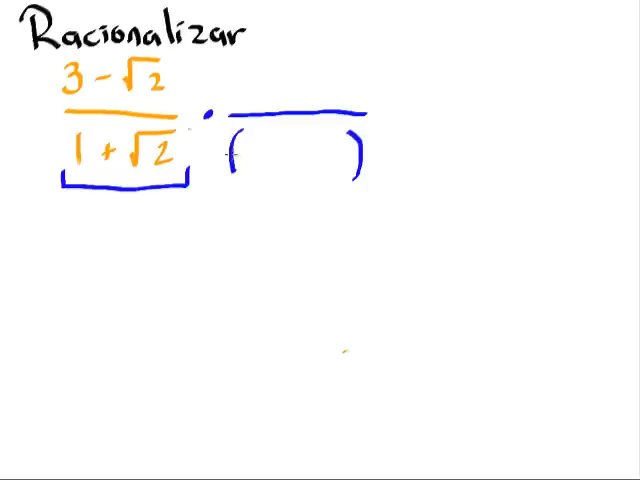 Racionalizar
3 - √2
1 + √2 · ( )